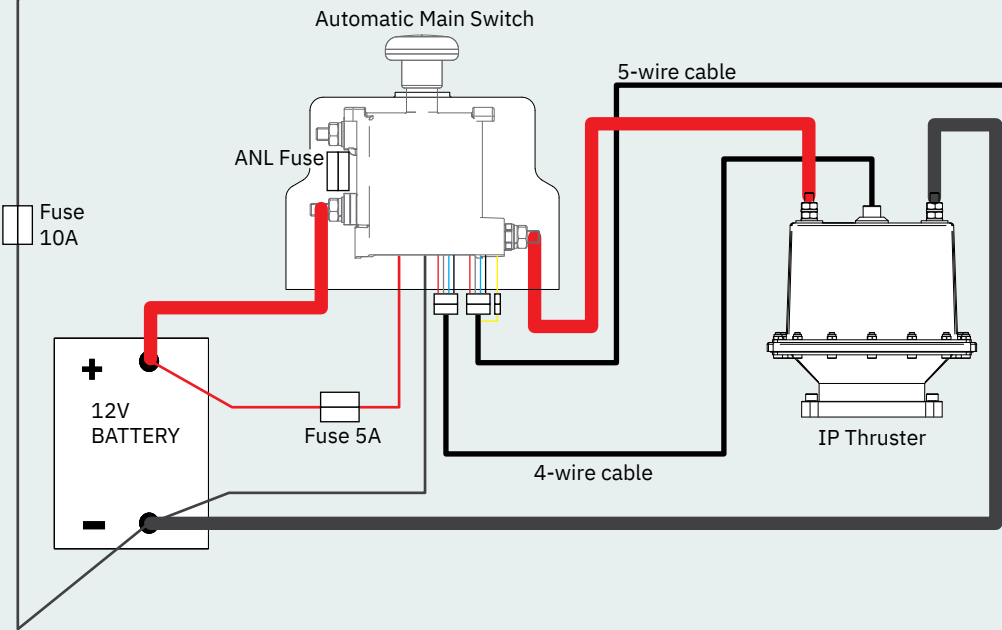 Automatic Main Switch
5-wire cable
ANL Fuse
Fuse
10A
+
12V
BATTERY
Fuse 5A
IP Thruster
4-wire cable
−